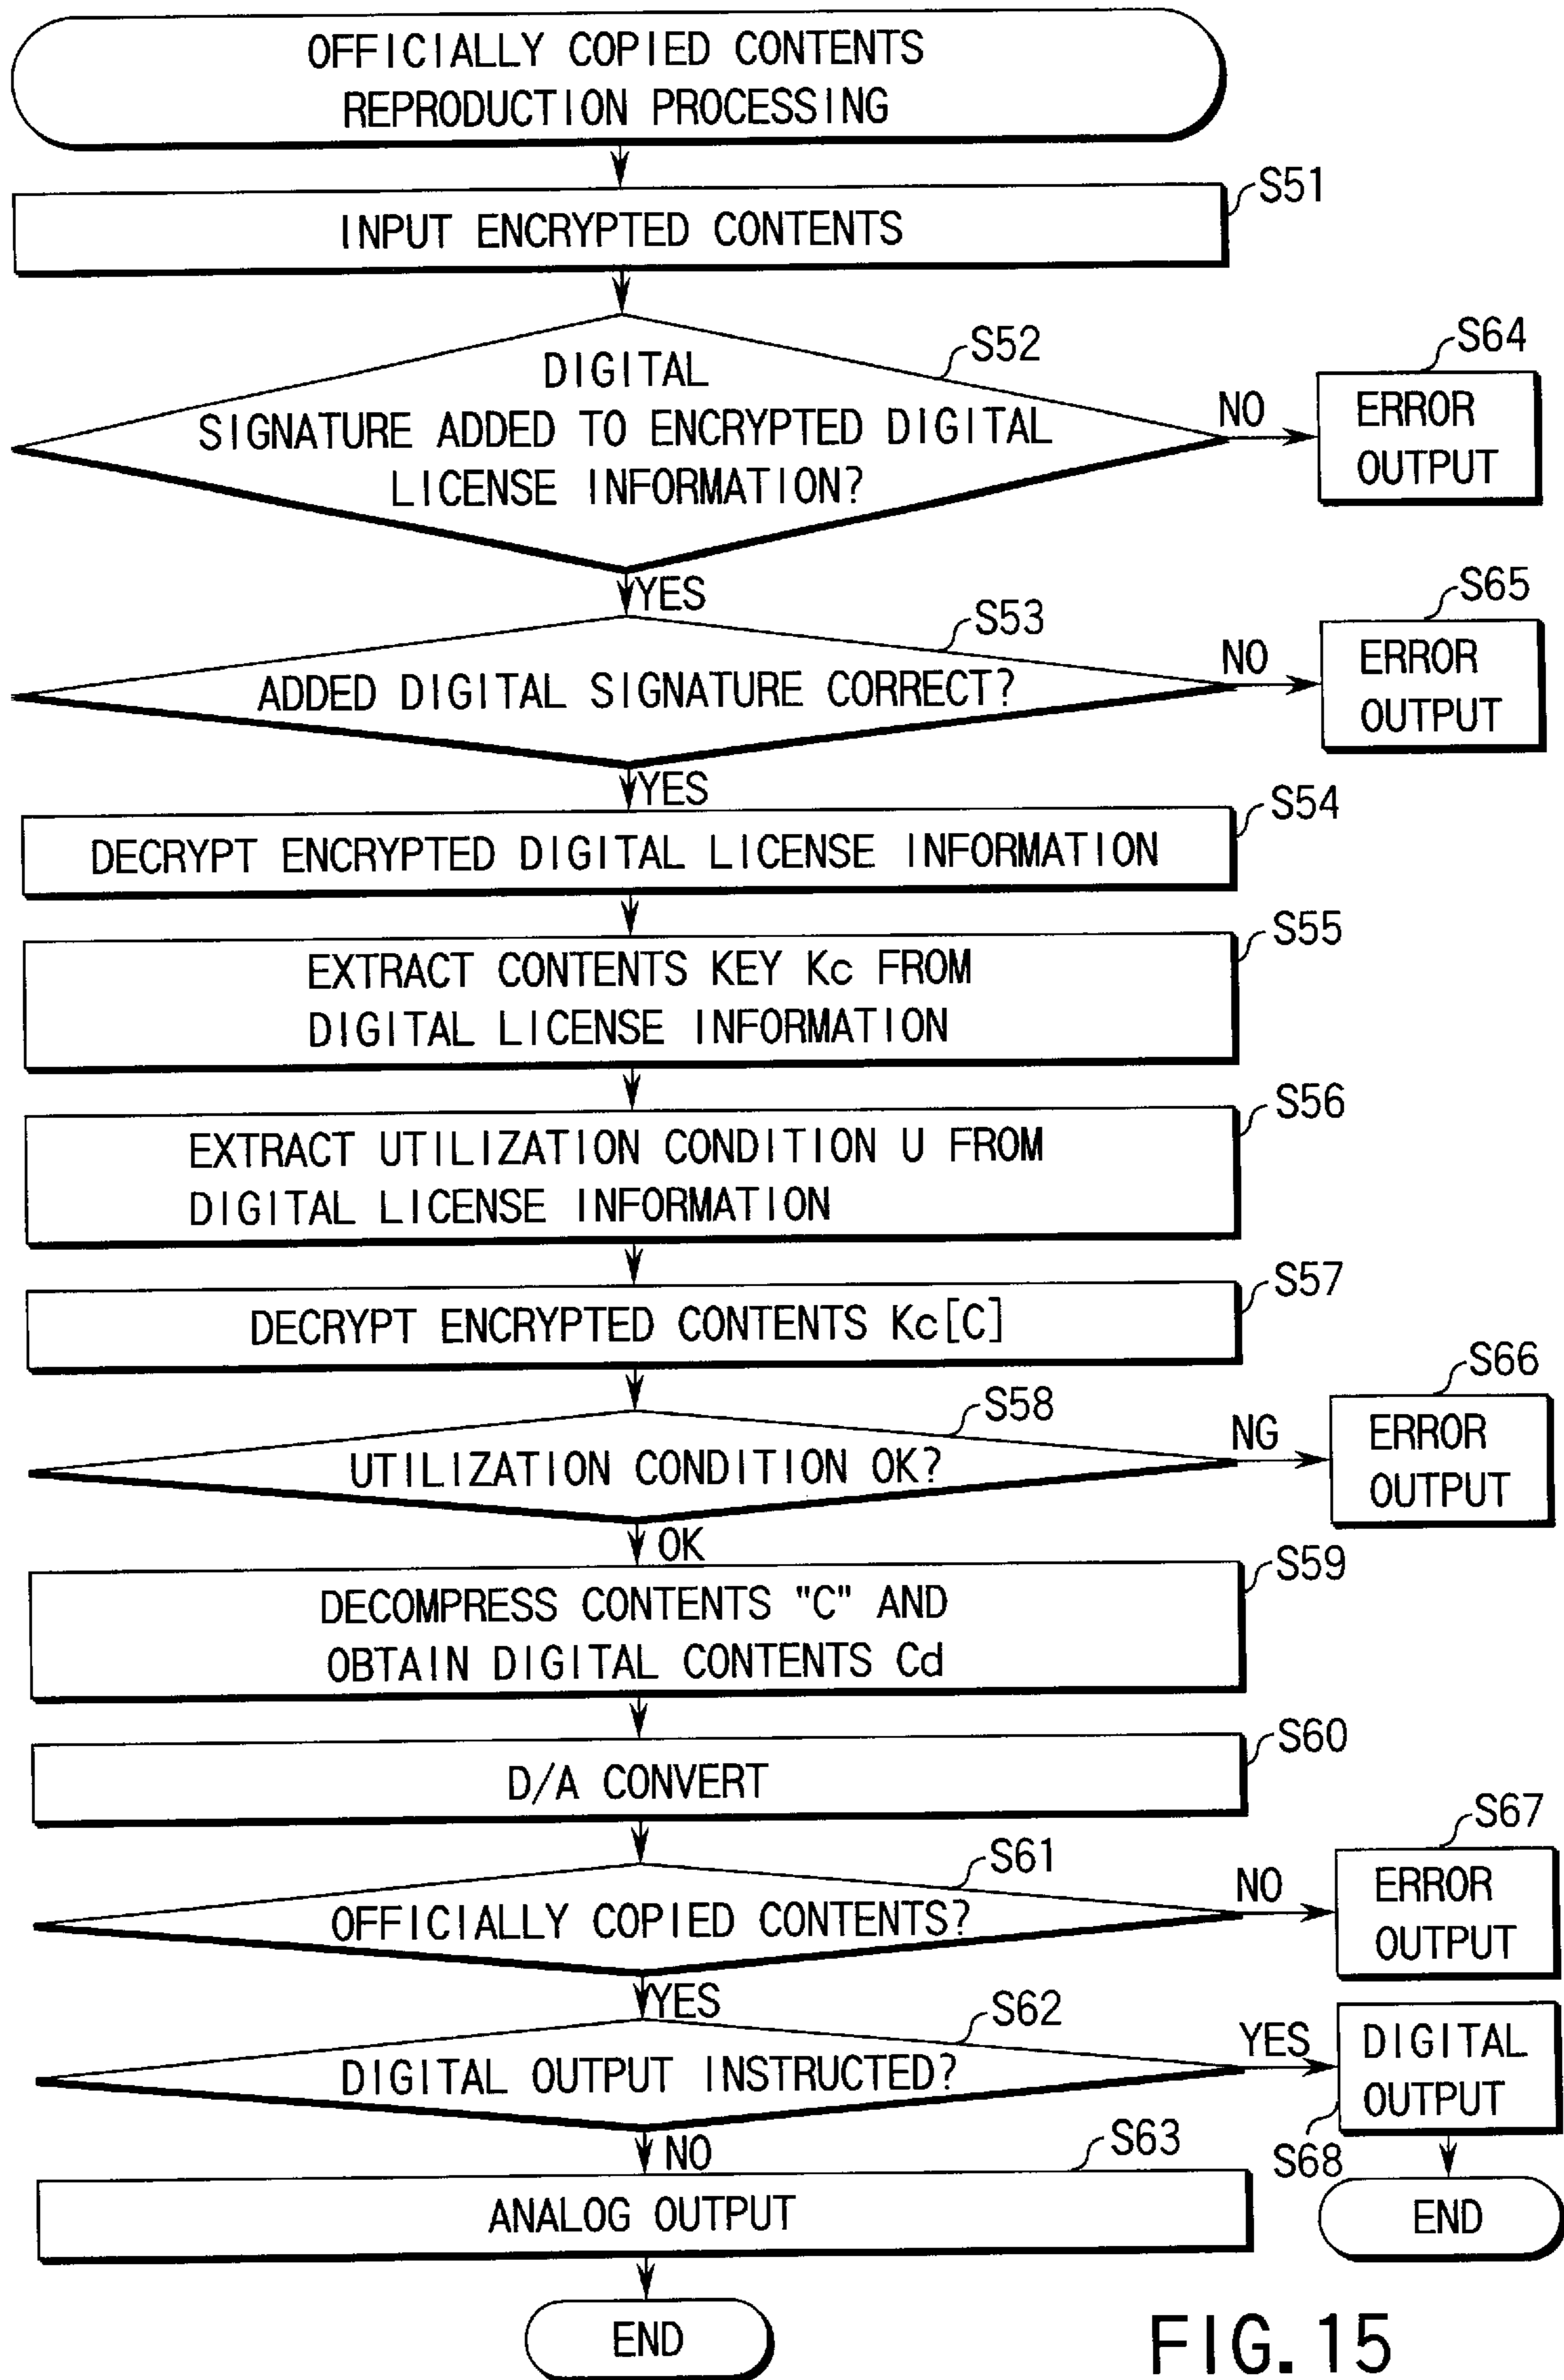 OFFICIALLY COPIED CONTENTS
REPRODUCTION PROCESSING
S51
INPUT ENCRYPTED CONTENTS
S52
DIGITAL
SIGNATURE ADDED TO ENCRYPTED DIGITAL
LICENSE INFORMATION?
NO
S64
ERROR
OUTPUT
YES
S53
ADDED DIGITAL SIGNATURE CORRECT?
NO
S65
ERROR
OUTPUT
YES
S54
DECRYPT ENCRYPTED DIGITAL LICENSE INFORMATION
S55
EXTRACT CONTENTS KEY Kc FROM
DIGITAL LICENSE INFORMATION
S56
EXTRACT UTILIZATION CONDITION U FROM
DIGITAL LICENSE INFORMATION
S57
DECRYPT ENCRYPTED CONTENTS Kc[C]
S58
UTILIZATION CONDITION OK?
NG
S66
ERROR
OUTPUT
OK
S59
DECOMPRESS CONTENTS "C" AND
OBTAIN DIGITAL CONTENTS Cd
S60
D/A CONVERT
S61
OFFICIALLY COPIED CONTENTS?
NO
S67
ERROR
OUTPUT
YES
S62
DIGITAL OUTPUT INSTRUCTED?
YES
DIGITAL
OUTPUT
S68
END
NO
S63
ANALOG OUTPUT
END
FIG. 15